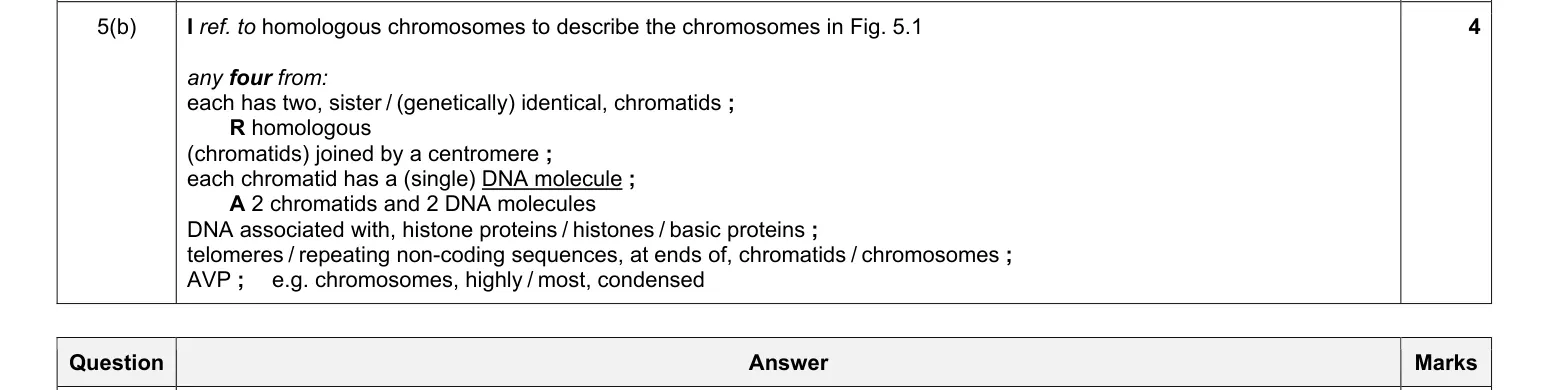 5(b) I ref. to homologous chromosomes to describe the chromosomes in Fig. 5.1 4
any four from:
each has two, sister / (genetically) identical, chromatids ;
R homologous
(chromatids) joined by a centromere ;
each chromatid has a (single) DNA molecule ;
A 2 chromatids and 2 DNA molecules
DNA associated with, histone proteins / histones / basic proteins ;
telomeres / repeating non-coding sequences, at ends of, chromatids / chromosomes ;
AVP ; e.g. chromosomes, highly / most, condensed
Question Answer Marks